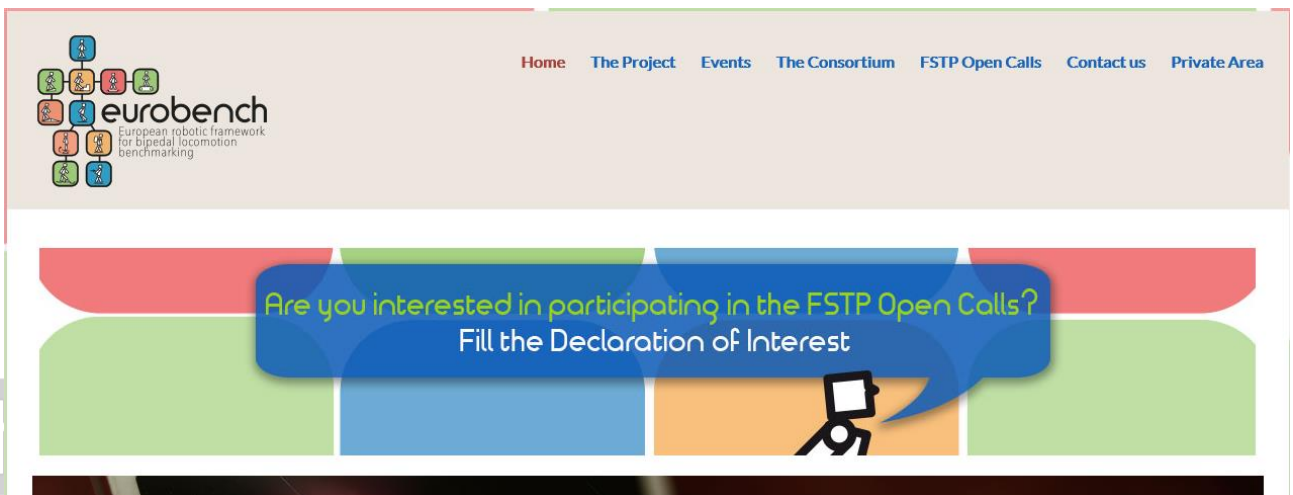 eurobench
European robotic framework
for bipedal locomotion
benchmarking
Home The Project Events The Consortium FSTP Open Calls Contact us Private Area
Are you interested in participating in the FSTP Open Calls?
Fill the Declaration of Interest